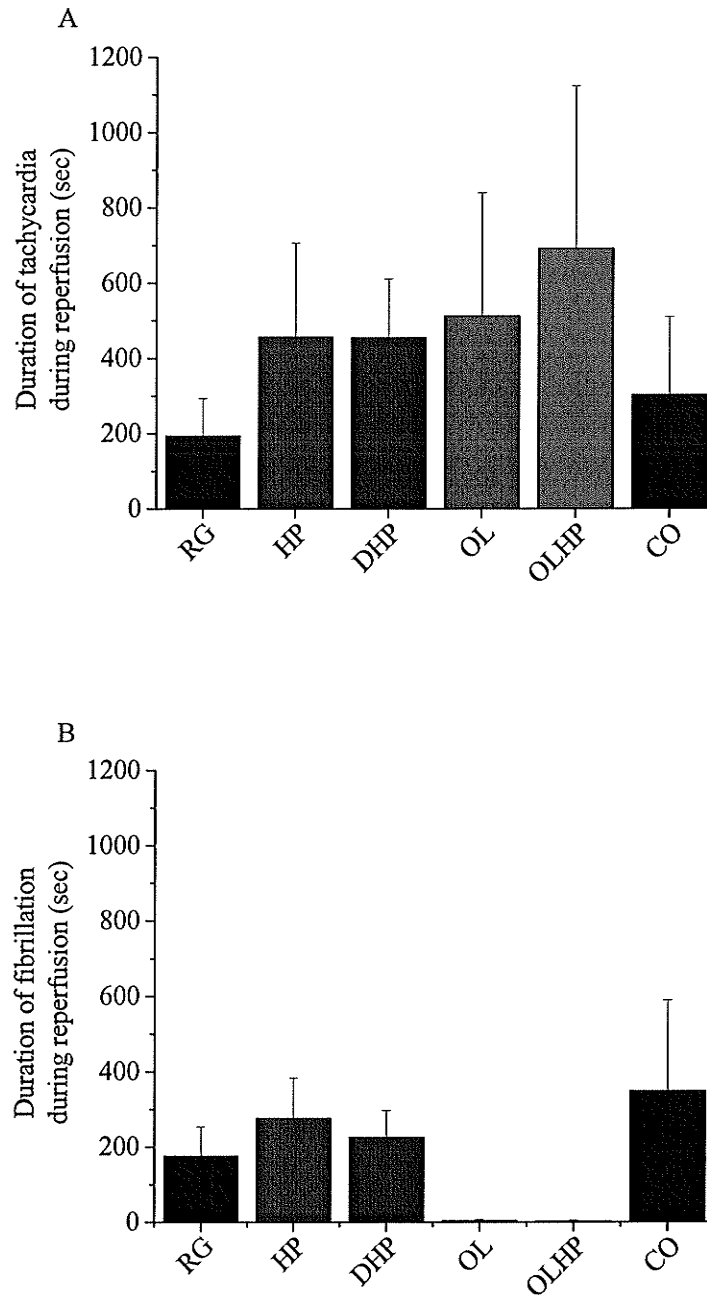 A
1200
1000
800
600
400
200
0
Duration of tachycardia
during reperfusion (sec)
RG
HP
DHP
OL
OLHP
CO
B
1200
1000
800
600
400
200
0
Duration of fibrillation
during reperfusion (sec)
RG
HP
DHP
OL
OLHP
CO